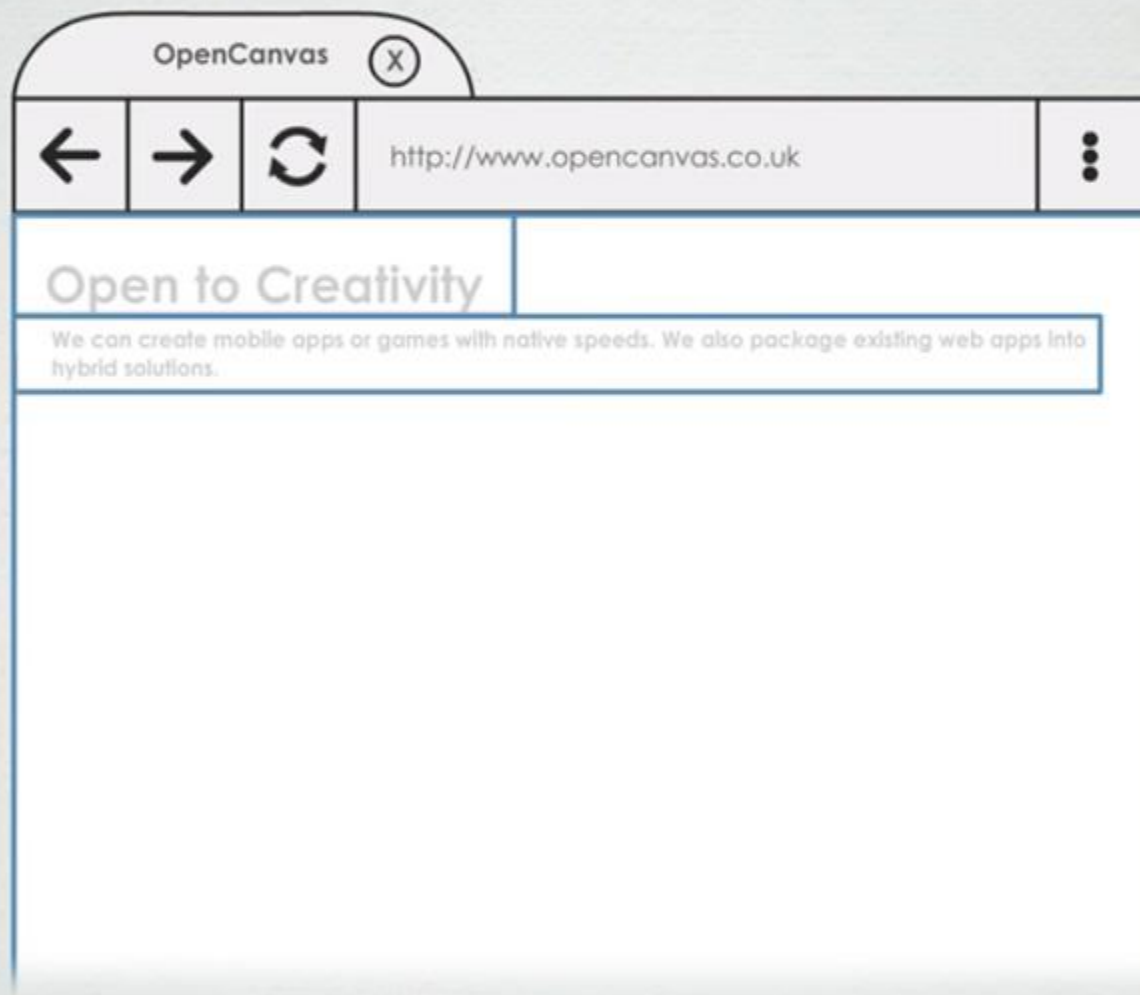 OpenCanvas X
http://www.opencanvas.co.uk
Open to Creativity
We can create mobile apps or games with native speeds. We also package existing web apps into
hybrid solutions.